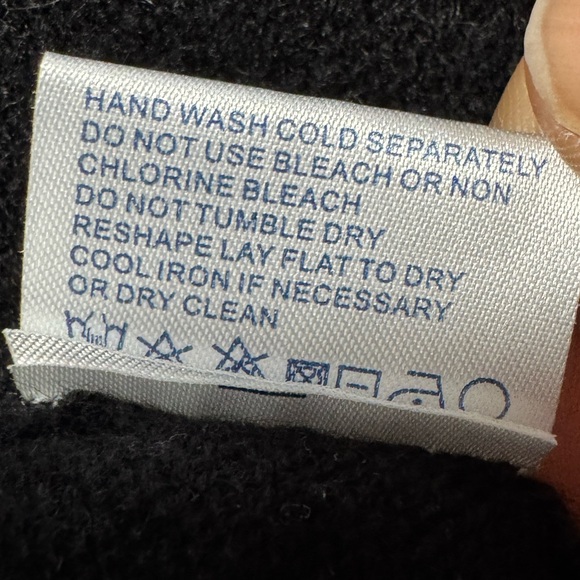 HAND WASH COLD SEPARATELY
DO NOT USE BLEACH OR NON
CHLORINE BLEACH
DO NOT TUMBLE DRY
RESHAPE LAY FLAT TO DRY
COOL IRON IF NECESSARY
OR DRY CLEAN